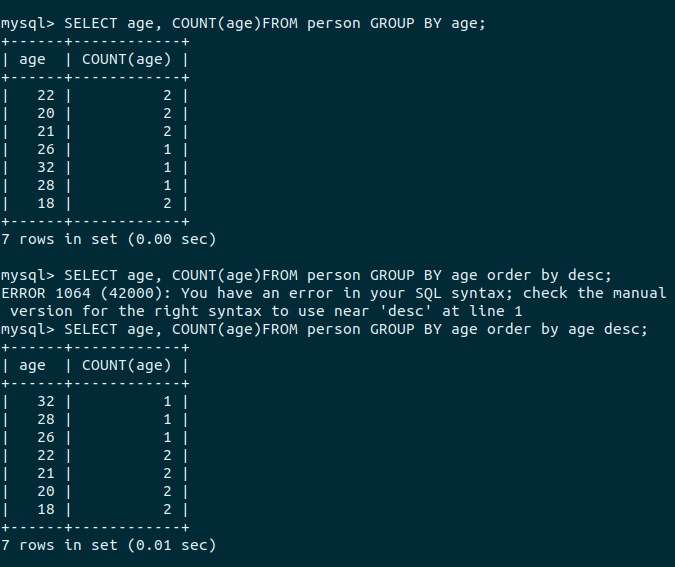 mysql> SELECT age, COUNT(age)FROM person GROUP BY age;
+------+------------+
| age  | COUNT(age) |
+------+------------+
|   22 |          2 |
|   20 |          2 |
|   21 |          2 |
|   26 |          1 |
|   32 |          1 |
|   28 |          1 |
|   18 |          2 |
+------+------------+
7 rows in set (0.00 sec)

mysql> SELECT age, COUNT(age)FROM person GROUP BY age order by desc;
ERROR 1064 (42000): You have an error in your SQL syntax; check the manual
 version for the right syntax to use near 'desc' at line 1
mysql> SELECT age, COUNT(age)FROM person GROUP BY age order by age desc;
+------+------------+
| age  | COUNT(age) |
+------+------------+
|   32 |          1 |
|   28 |          1 |
|   26 |          1 |
|   22 |          2 |
|   21 |          2 |
|   20 |          2 |
|   18 |          2 |
+------+------------+
7 rows in set (0.01 sec)